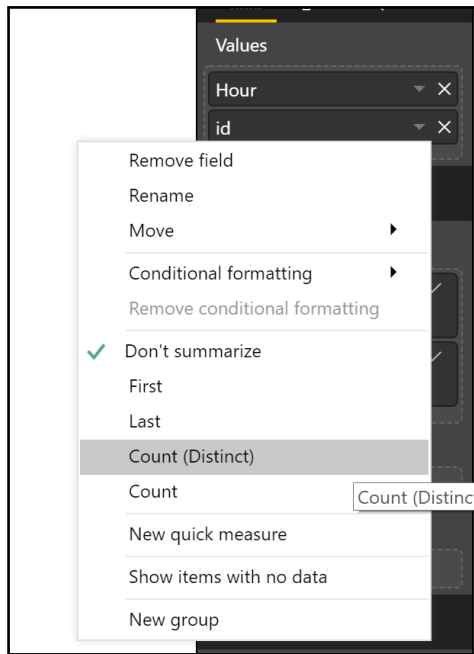 Values
Hour
id
Remove field
Rename
Move
Conditional formatting
Remove conditional formatting
Don't summarize
First
Last
Count (Distinct)
Count
Count (Distinc
New quick measure
Show items with no data
New group